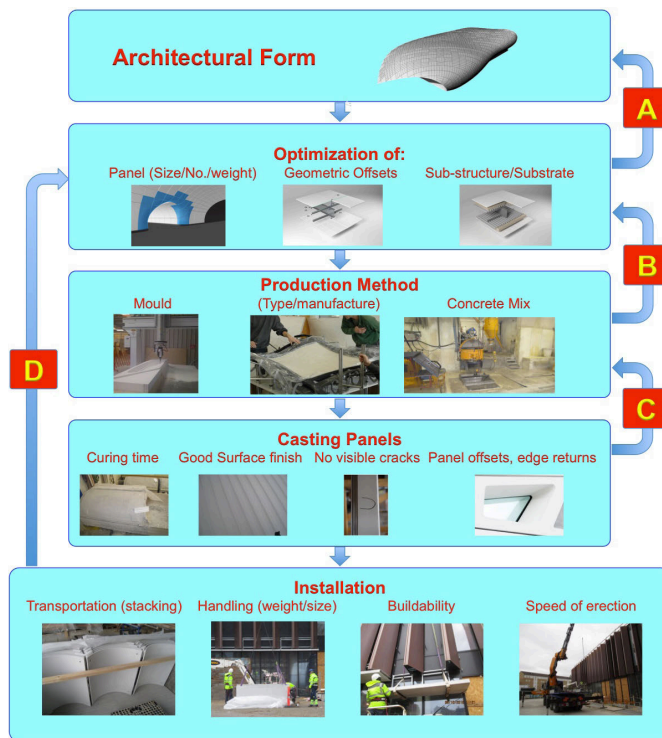 Architectural Form
A
Optimization of:
Panel (Size/No./weight) Geometric Offsets Sub-structure/Substrate
B
Production Method
Mould (Type/manufacture) Concrete Mix
D
C
Casting Panels
Curing time Good Surface finish No visible cracks Panel offsets, edge returns
Installation
Transportation (stacking) Handling (weight/size) Buildability Speed of erection